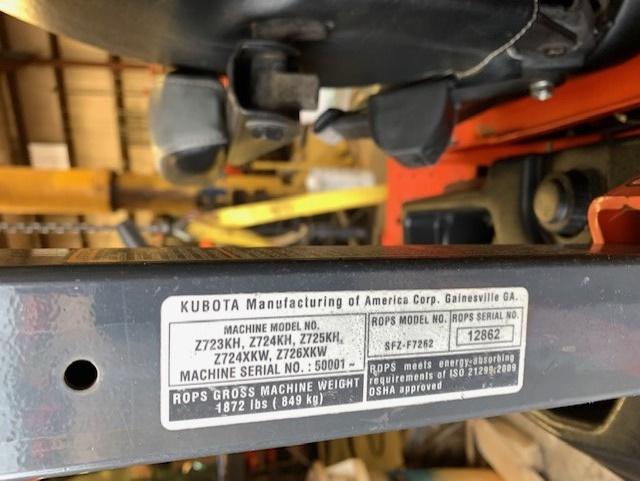 KUBOTA Manufacturing of America Corp. Gainesville GA.
MACHINE MODEL NO.
Z723KH, Z724KH, Z725KH,
Z724XKW, Z726XKW
MACHINE SERIAL NO. : 50001 ~
ROPS GROSS MACHINE WEIGHT
1872 lbs ( 849 kg)
ROPS MODEL NO.
SFZ-F7262
ROPS SERIAL NO.
12862
ROPS meets energy-absorbing
requirements of ISO 21299:2009
OSHA approved